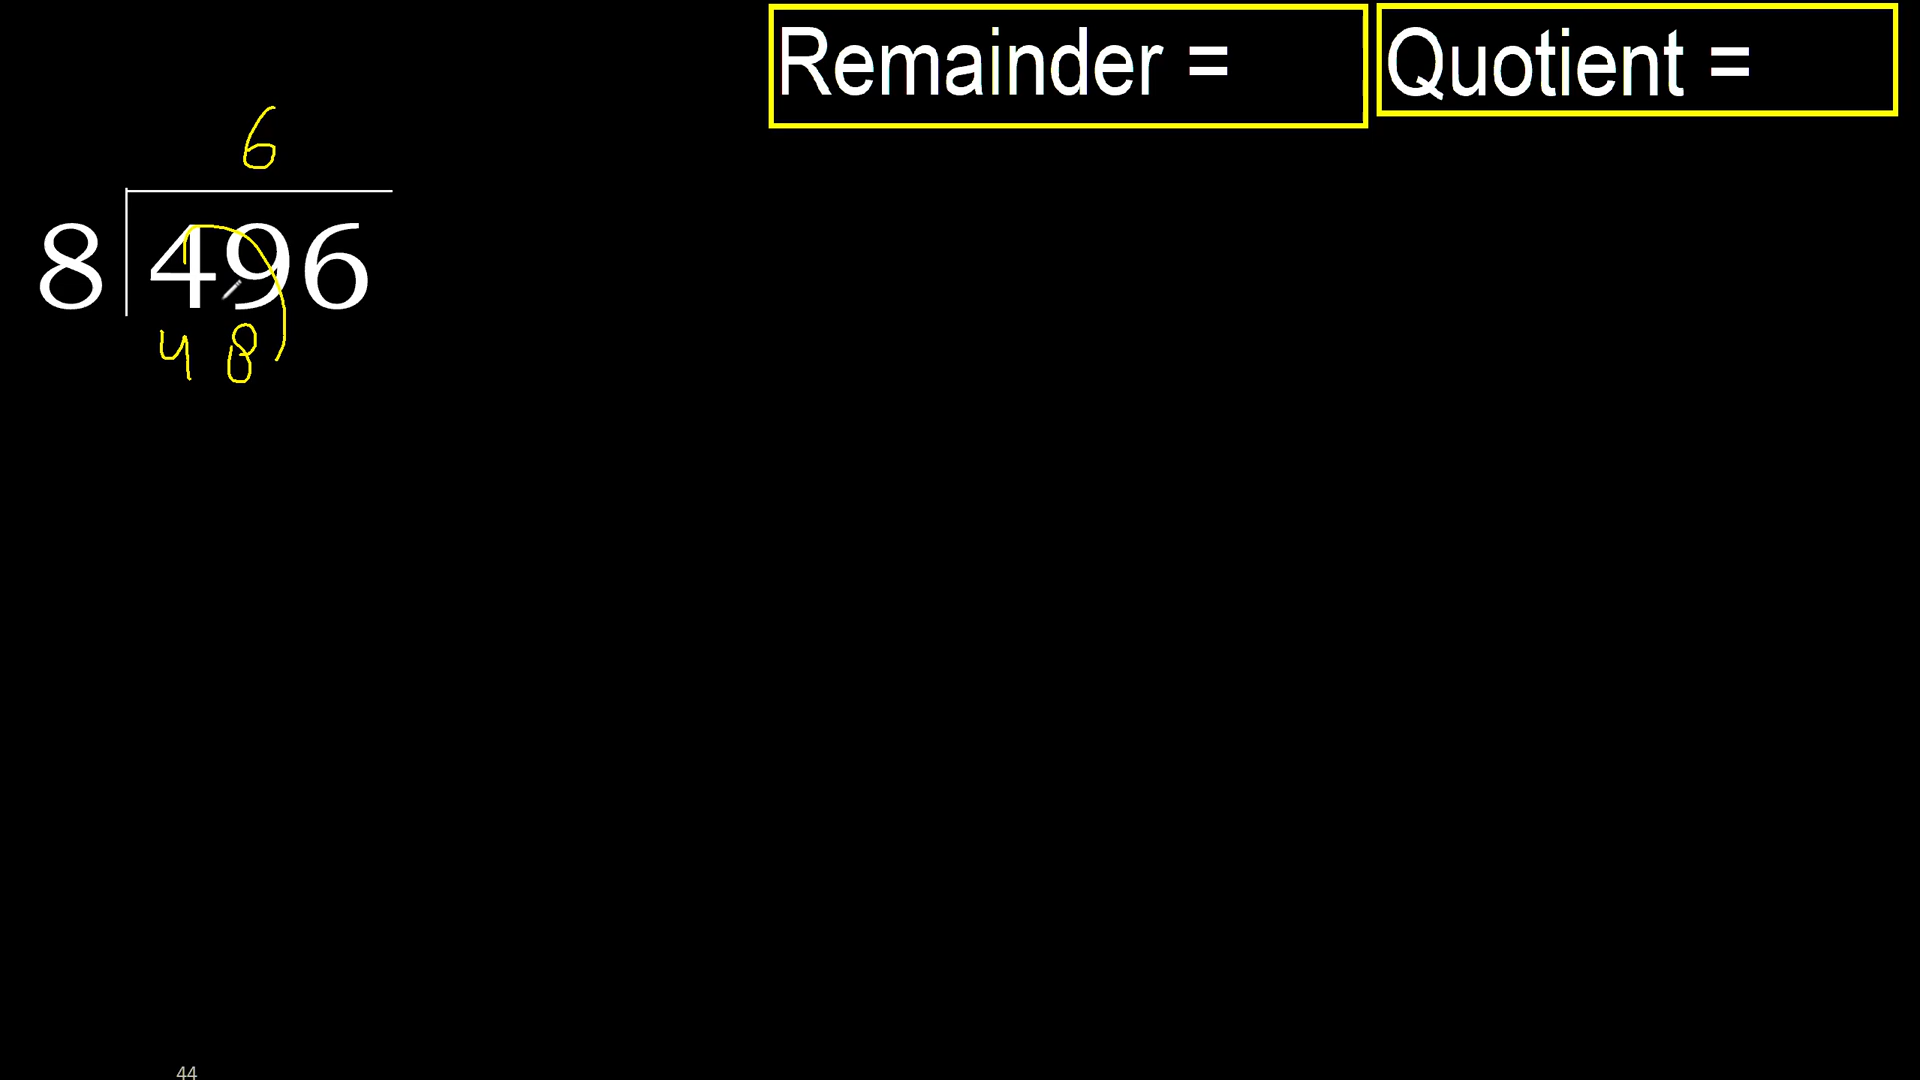 Remainder = Quotient =
6
8 496
48
44